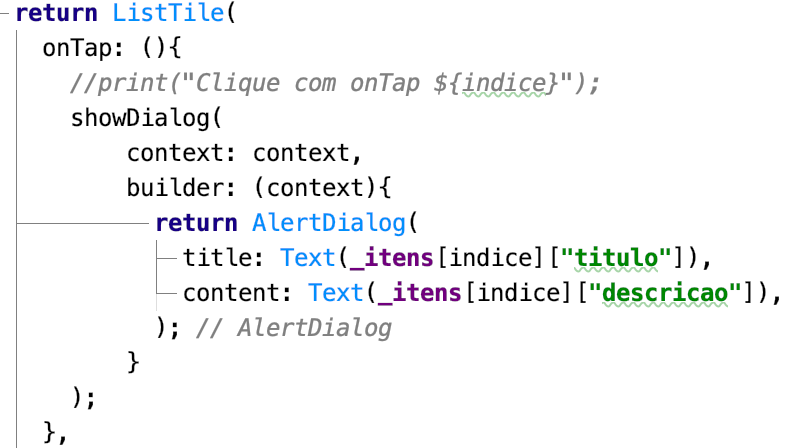 return ListTile(
onTap: (){
//print("Clique com onTap ${indice}");
showDialog(
context: context,
builder: (context){
return AlertDialog(
title: Text(_itens[indice]["titulo"]),
content: Text(_itens[indice]["descricao"]),
); // AlertDialog
}
);
},